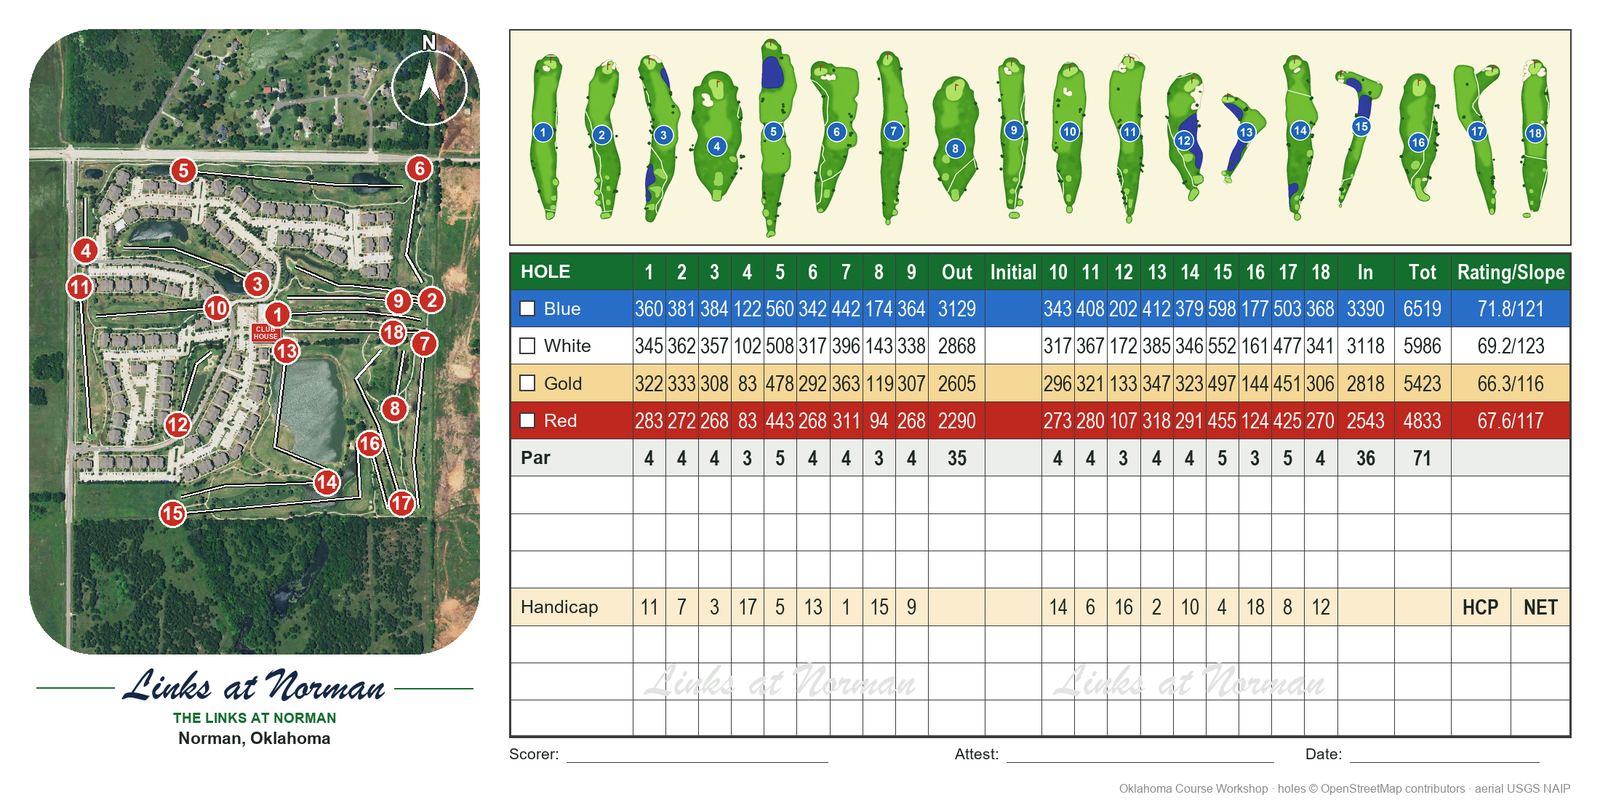 N
5
6
4
11
3
9
2
10
1
CLUB
HOUSE
18
7
13
8
12
16
14
17
15
Links at Norman
THE LINKS AT NORMAN
Norman, Oklahoma
1 2 3 4 5 6 7 8 9 10 11 12 13 14 15 16 17 18
HOLE 1 2 3 4 5 6 7 8 9 Out Initial 10 11 12 13 14 15 16 17 18 In Tot Rating/Slope
Blue 360 381 384 122 560 342 442 174 364 3129 343 408 202 412 379 598 177 503 368 3390 6519 71.8/121
White 345 362 357 102 508 317 396 143 338 2868 317 367 172 385 346 552 161 477 341 3118 5986 69.2/123
Gold 322 333 308 83 478 292 363 119 307 2605 296 321 133 347 323 497 144 451 306 2818 5423 66.3/116
Red 283 272 268 83 443 268 311 94 268 2290 273 280 107 318 291 455 124 425 270 2543 4833 67.6/117
Par 4 4 4 3 5 4 4 3 4 35 4 4 3 4 4 5 3 5 4 36 71
Handicap 11 7 3 17 5 13 1 15 9 14 6 16 2 10 4 18 8 12 HCP NET
Links at Norman Links at Norman
Scorer: Attest: Date:
Oklahoma Course Workshop · holes © OpenStreetMap contributors · aerial USGS NAIP